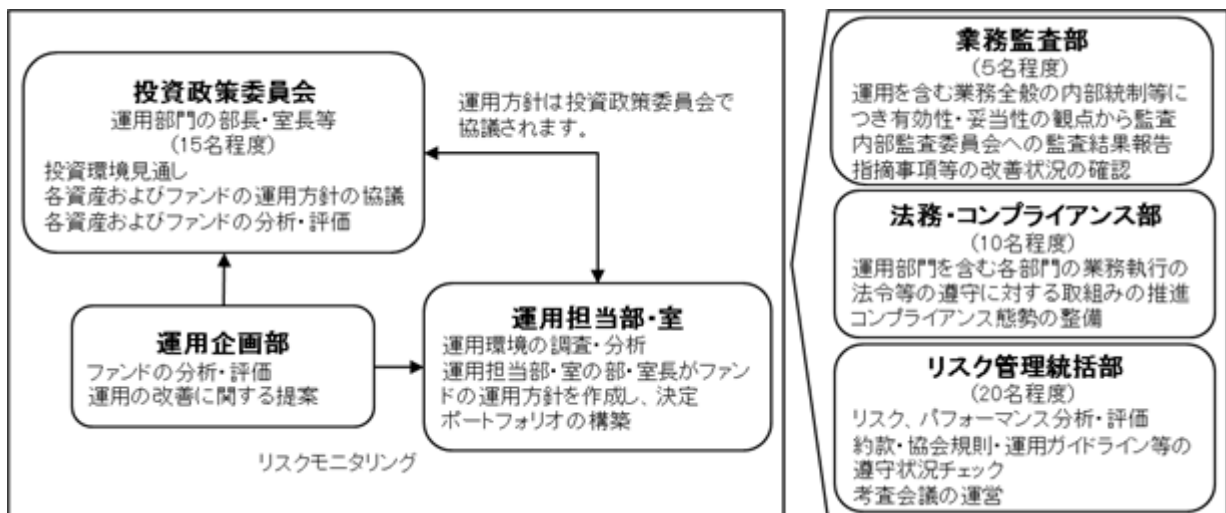 投資政策委員会
運用部門の部長・室長等
(15名程度)
投資環境見通し
各資産およびファンドの運用方針の協議
各資産およびファンドの分析・評価
運用方針は投資政策委員会で
協議されます。
運用企画部
ファンドの分析・評価
運用の改善に関する提案
運用担当部・室
運用環境の調査・分析
運用担当部・室の部・室長がファン
ドの運用方針を作成し、決定
ポートフォリオの構築
リスクモニタリング
業務監査部
(5名程度)
運用を含む業務全般の内部統制等に
つき有効性・妥当性の観点から監査
内部監査委員会への監査結果報告
指摘事項等の改善状況の確認
法務・コンプライアンス部
(10名程度)
運用部門を含む各部門の業務執行の
法令等の遵守に対する取組みの推進
コンプライアンス態勢の整備
リスク管理統括部
(20名程度)
リスク、パフォーマンス分析・評価
約款・協会規則・運用ガイドライン等の
遵守状況チェック
考査会議の運営